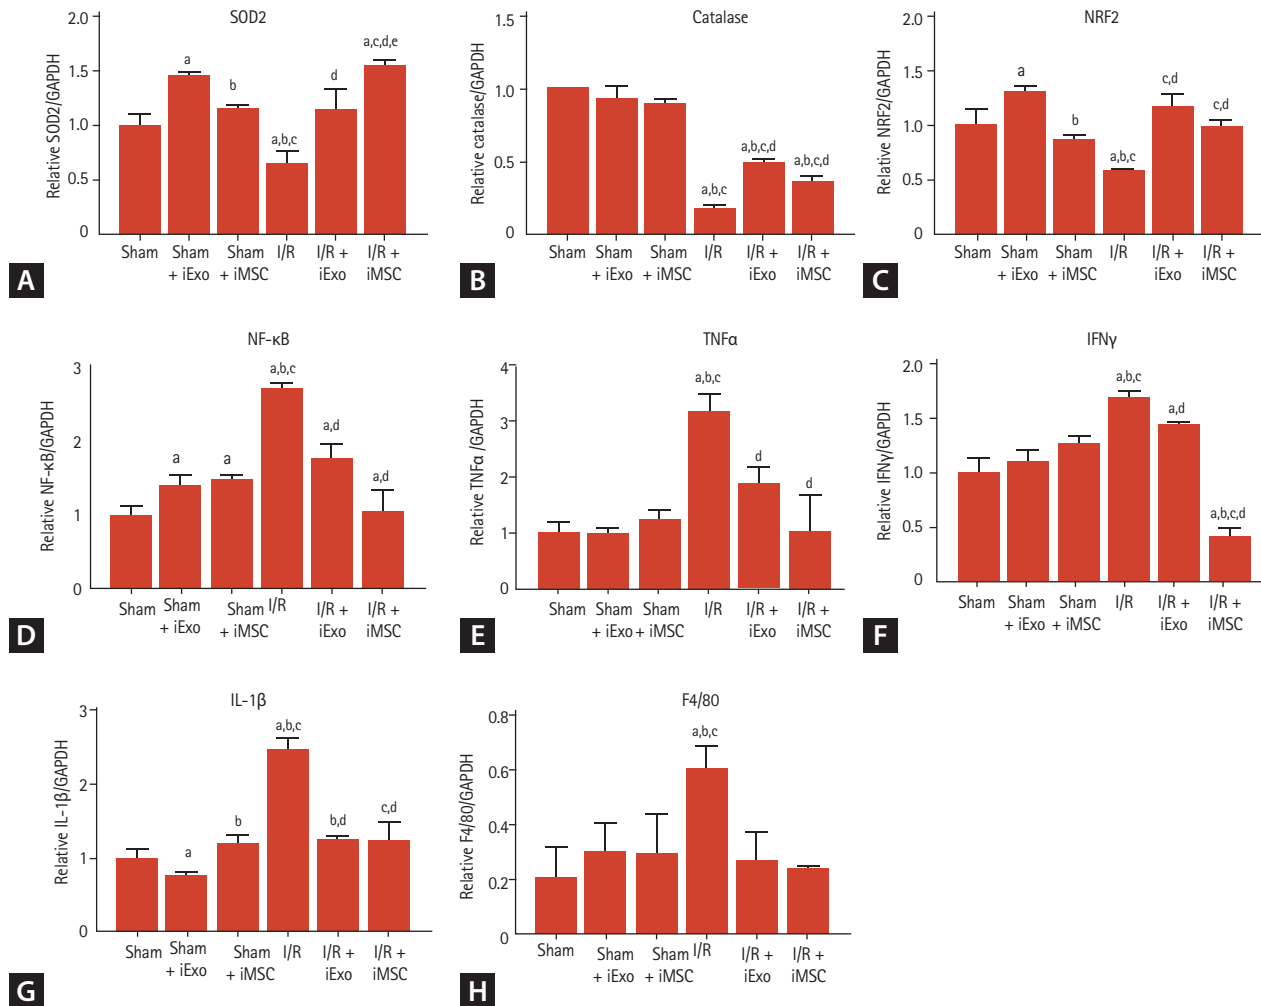 SOD2
Relative SOD2/GAPDH
2.0
1.5
1.0
0.5
0
a
b
a,b,c
d
a,c,d,e
Sham
Sham
+ iExo
Sham
+ iMSC
I/R
I/R +
iExo
I/R +
iMSC
A
Catalase
Relative catalase/GAPDH
1.5
1.0
0.5
0
a,b,c
a,b,c,d
a,b,c,d
Sham
Sham
+ iExo
Sham
+ iMSC
I/R
I/R +
iExo
I/R +
iMSC
B
NRF2
Relative NRF2/GAPDH
2.0
1.5
1.0
0.5
0
a
b
a,b,c
c,d
c,d
Sham
Sham
+ iExo
Sham
+ iMSC
I/R
I/R +
iExo
I/R +
iMSC
C
NF-κB
Relative NF-κB/GAPDH
3
2
1
0
a
a
a,b,c
a,d
a,d
Sham
Sham
+ iExo
Sham
+ iMSC
I/R
I/R +
iExo
I/R +
iMSC
D
TNFα
Relative TNFα /GAPDH
4
3
2
1
0
a,b,c
d
d
Sham
Sham
+ iExo
Sham
+ iMSC
I/R
I/R +
iExo
I/R +
iMSC
E
IFNγ
Relative IFNγ/GAPDH
2.0
1.5
1.0
0.5
0
a,b,c
a,d
a,b,c,d
Sham
Sham
+ iExo
Sham
+ iMSC
I/R
I/R +
iExo
I/R +
iMSC
F
IL-1β
Relative IL-1β/GAPDH
3
2
1
0
a
b
a,b,c
b,d
c,d
Sham
Sham
+ iExo
Sham
+ iMSC
I/R
I/R +
iExo
I/R +
iMSC
G
F4/80
Relative F4/80/GAPDH
0.8
0.6
0.4
0.2
0
a,b,c
Sham
Sham
+ iExo
Sham
+ iMSC
I/R
I/R +
iExo
I/R +
iMSC
H